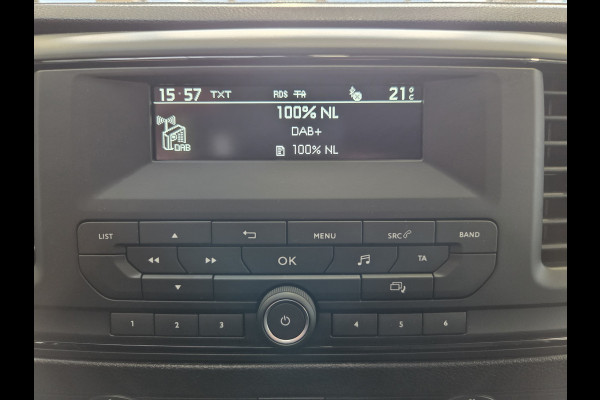 15:57 TXT RDS TA 21°C
100% NL
DAB+
DAB 100% NL
LIST MENU SRC BAND
OK TA
1 2 3 4 5 6